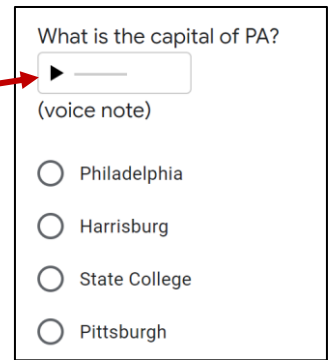 What is the capital of PA?
(voice note)
Philadelphia
Harrisburg
State College
Pittsburgh